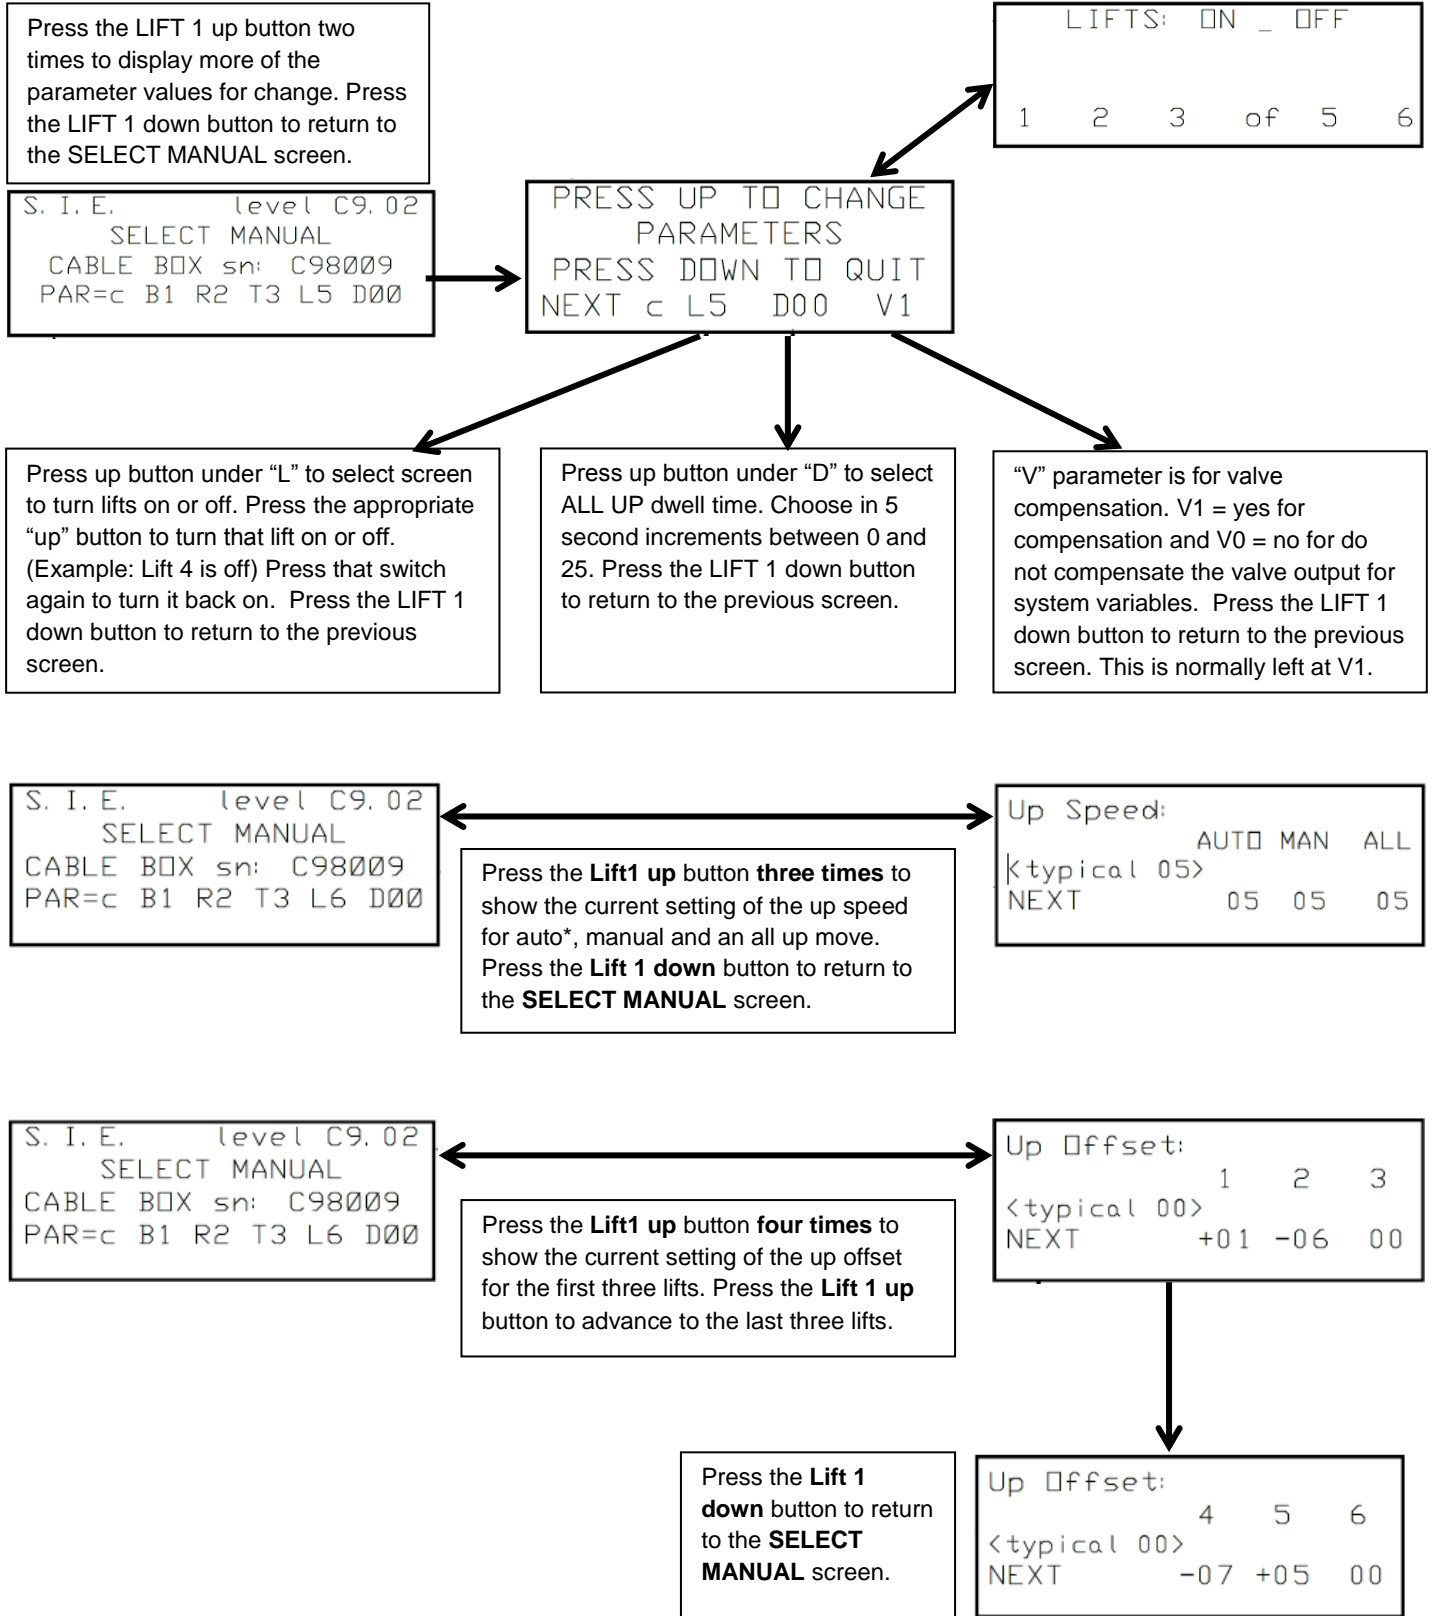 Press the LIFT 1 up button two
times to display more of the
parameter values for change. Press
the LIFT 1 down button to return to
the SELECT MANUAL screen.
LIFTS: ON _ OFF
1 2 3 of 5 6
S. I. E. level C9.02
SELECT MANUAL
CABLE BOX sn: C98009
PAR=c B1 R2 T3 L5 D00
PRESS UP TO CHANGE
PARAMETERS
PRESS DOWN TO QUIT
NEXT c L5 D00 V1
Press up button under “L” to select screen
to turn lifts on or off. Press the appropriate
“up” button to turn that lift on or off.
(Example: Lift 4 is off) Press that switch
again to turn it back on. Press the LIFT 1
down button to return to the previous
screen.
Press up button under “D” to select
ALL UP dwell time. Choose in 5
second increments between 0 and
25. Press the LIFT 1 down button
to return to the previous screen.
“V” parameter is for valve
compensation. V1 = yes for
compensation and V0 = no for do
not compensate the valve output for
system variables. Press the LIFT 1
down button to return to the previous
screen. This is normally left at V1.
S. I. E. level C9.02
SELECT MANUAL
CABLE BOX sn: C98009
PAR=c B1 R2 T3 L6 D00
Press the Lift1 up button three times to
show the current setting of the up speed
for auto*, manual and an all up move.
Press the Lift 1 down button to return to
the SELECT MANUAL screen.
Up Speed:
AUTO MAN ALL
<typical 05>
NEXT 05 05 05
S. I. E. level C9.02
SELECT MANUAL
CABLE BOX sn: C98009
PAR=c B1 R2 T3 L6 D00
Press the Lift1 up button four times to
show the current setting of the up offset
for the first three lifts. Press the Lift 1 up
button to advance to the last three lifts.
Up Offset:
1 2 3
<typical 00>
NEXT +01 -06 00
Press the Lift 1
down button to return
to the SELECT
MANUAL screen.
Up Offset:
4 5 6
<typical 00>
NEXT -07 +05 00